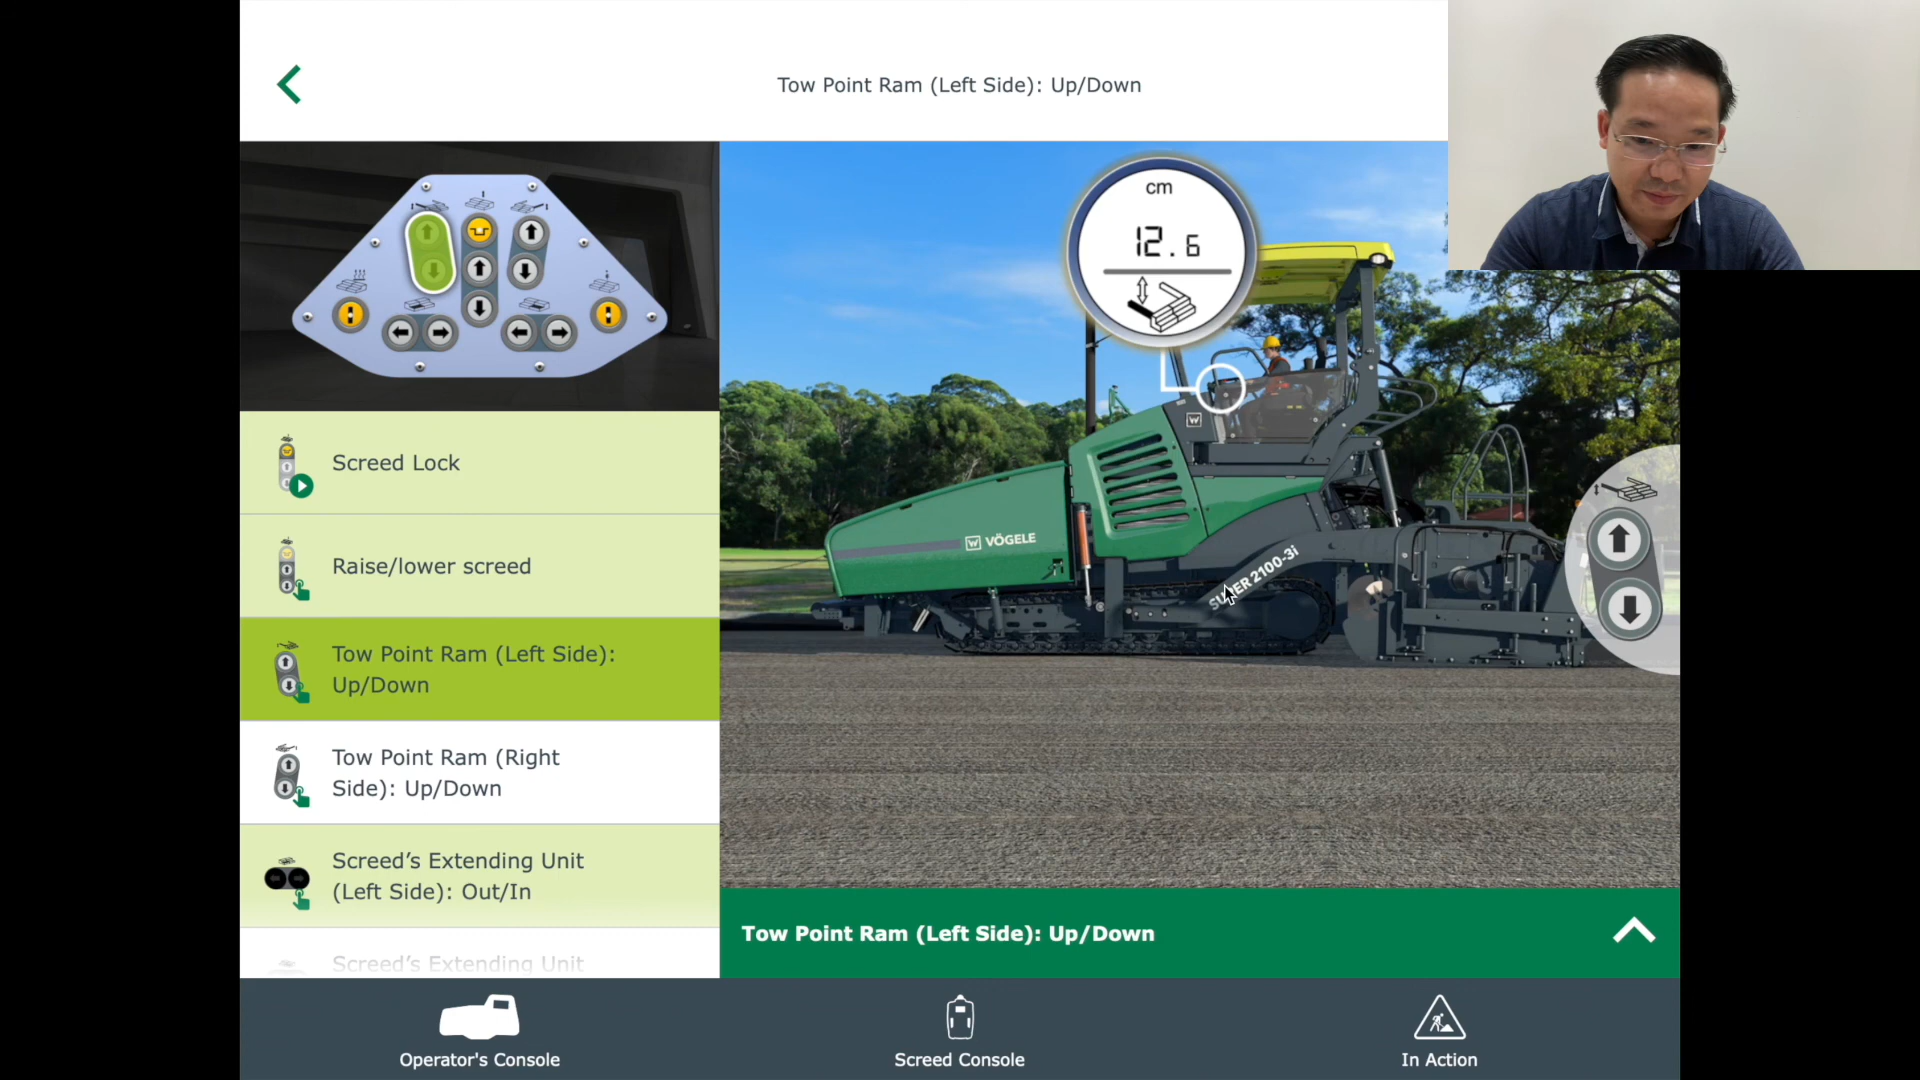 Tow Point Ram (Left Side): Up/Down
cm
12.6
VÖGELE
SUPER 2100-3i
Screed Lock
Raise/lower screed
Tow Point Ram (Left Side):
Up/Down
Tow Point Ram (Right
Side): Up/Down
Screed’s Extending Unit
(Left Side): Out/In
Screed’s Extending Unit
Tow Point Ram (Left Side): Up/Down
Operator's Console
Screed Console
In Action